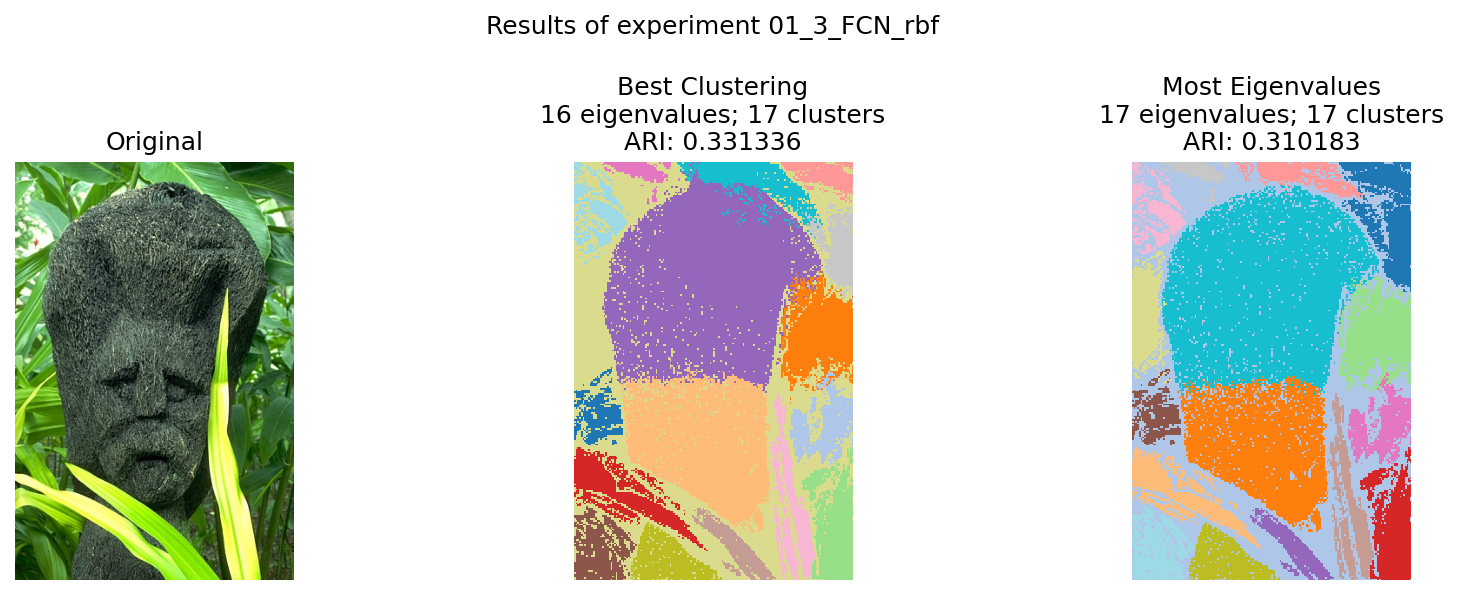 Results of experiment 01_3_FCN_rbf
Original
Best Clustering
16 eigenvalues; 17 clusters
ARI: 0.331336
Most Eigenvalues
17 eigenvalues; 17 clusters
ARI: 0.310183